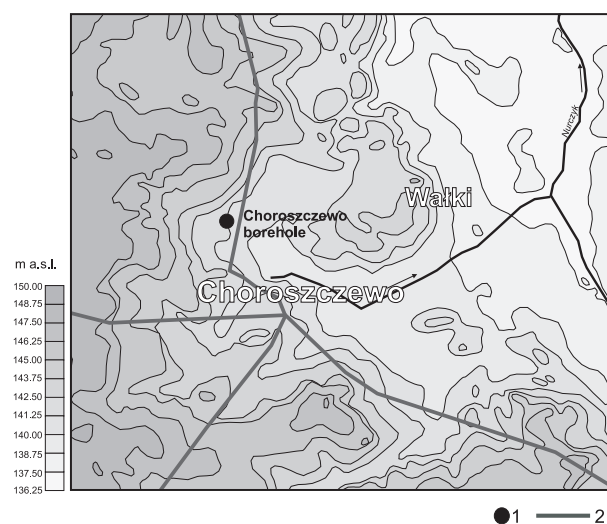 Nurczyk
Wałki
Choroszczewo
borehole
Choroszczewo
m a.s.l.
150.00
148.75
147.50
146.25
145.00
143.75
142.50
141.25
140.00
138.75
137.50
136.25
1
2